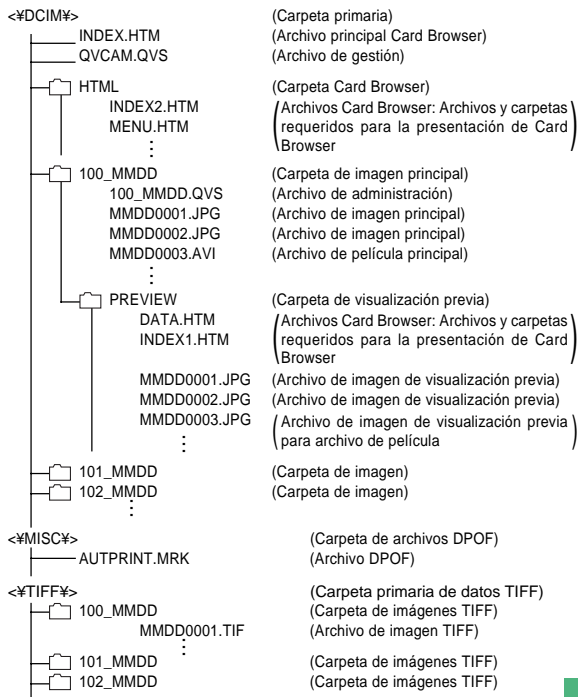 <¥DCIM¥> (Carpeta primaria)
INDEX.HTM (Archivo principal Card Browser)
QVCAM.QVS (Archivo de gestión)
HTML (Carpeta Card Browser)
INDEX2.HTM (Archivos Card Browser: Archivos y carpetas
MENU.HTM requeridos para la presentación de Card
Browser)
100_MMDD (Carpeta de imagen principal)
100_MMDD.QVS (Archivo de administración)
MMDD0001.JPG (Archivo de imagen principal)
MMDD0002.JPG (Archivo de imagen principal)
MMDD0003.AVI (Archivo de película principal)
PREVIEW (Carpeta de visualización previa)
DATA.HTM (Archivos Card Browser: Archivos y carpetas
INDEX1.HTM requeridos para la presentación de Card
Browser)
MMDD0001.JPG (Archivo de imagen de visualización previa)
MMDD0002.JPG (Archivo de imagen de visualización previa)
MMDD0003.JPG (Archivo de imagen de visualización previa
para archivo de película)
101_MMDD (Carpeta de imagen)
102_MMDD (Carpeta de imagen)
<¥MISC¥> (Carpeta de archivos DPOF)
AUTPRINT.MRK (Archivo DPOF)
<¥TIFF¥> (Carpeta primaria de datos TIFF)
100_MMDD (Carpeta de imágenes TIFF)
MMDD0001.TIF (Archivo de imagen TIFF)
101_MMDD (Carpeta de imágenes TIFF)
102_MMDD (Carpeta de imágenes TIFF)